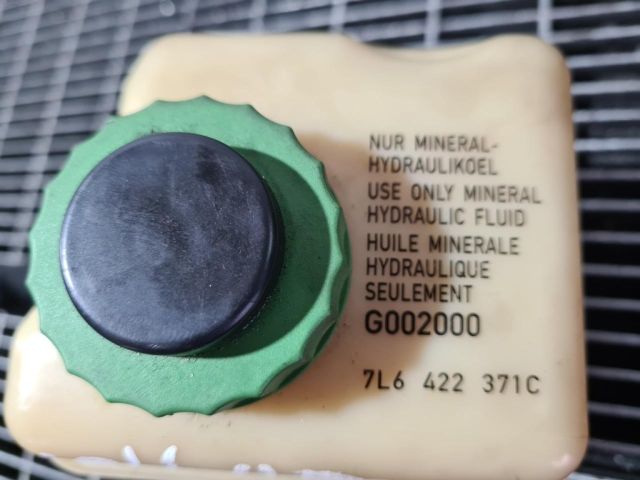 NUR MINERAL-
HYDRAULIKOEL
USE ONLY MINERAL
HYDRAULIC FLUID
HUILE MINERALE
HYDRAULIQUE
SEULEMENT
G002000
7L6 422 371C